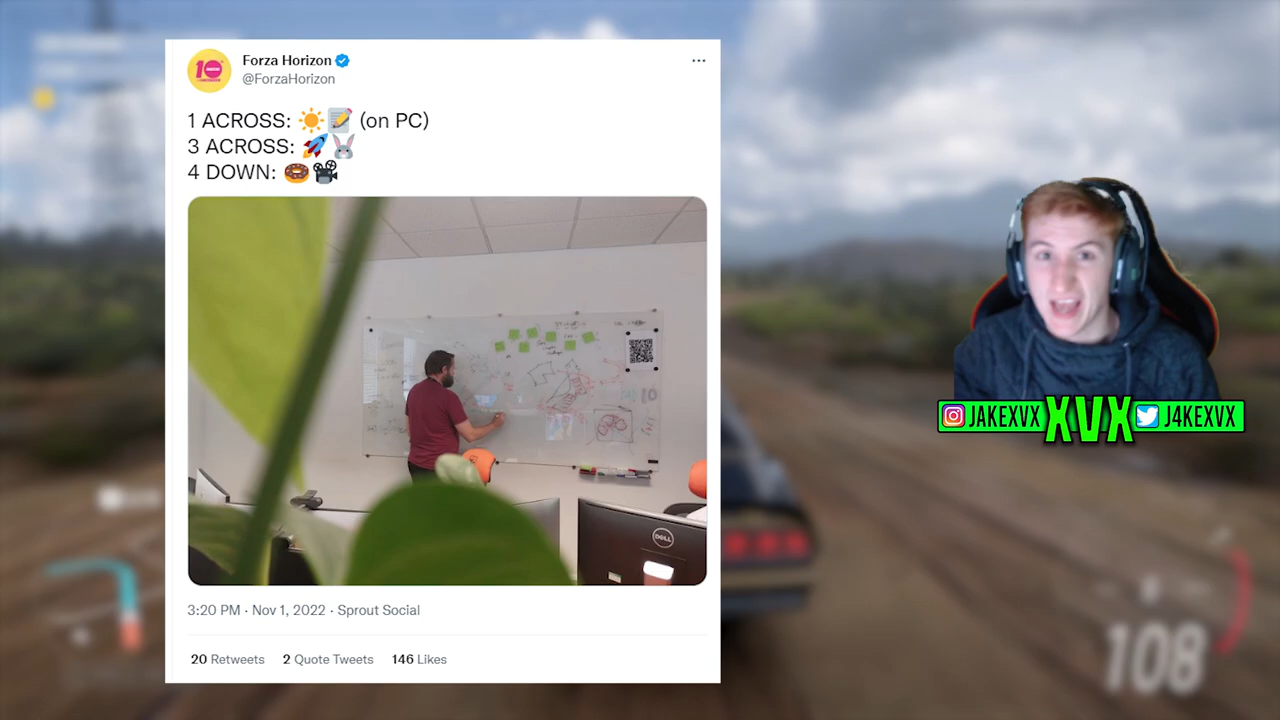 Forza Horizon
@ForzaHorizon
1 ACROSS: ☀️📝 (on PC)
3 ACROSS: 🚀🐰
4 DOWN: 🍩🎥
DELL
3:20 PM · Nov 1, 2022 · Sprout Social
20 Retweets 2 Quote Tweets 146 Likes
JAKEXVX XVX J4KEXVX
108